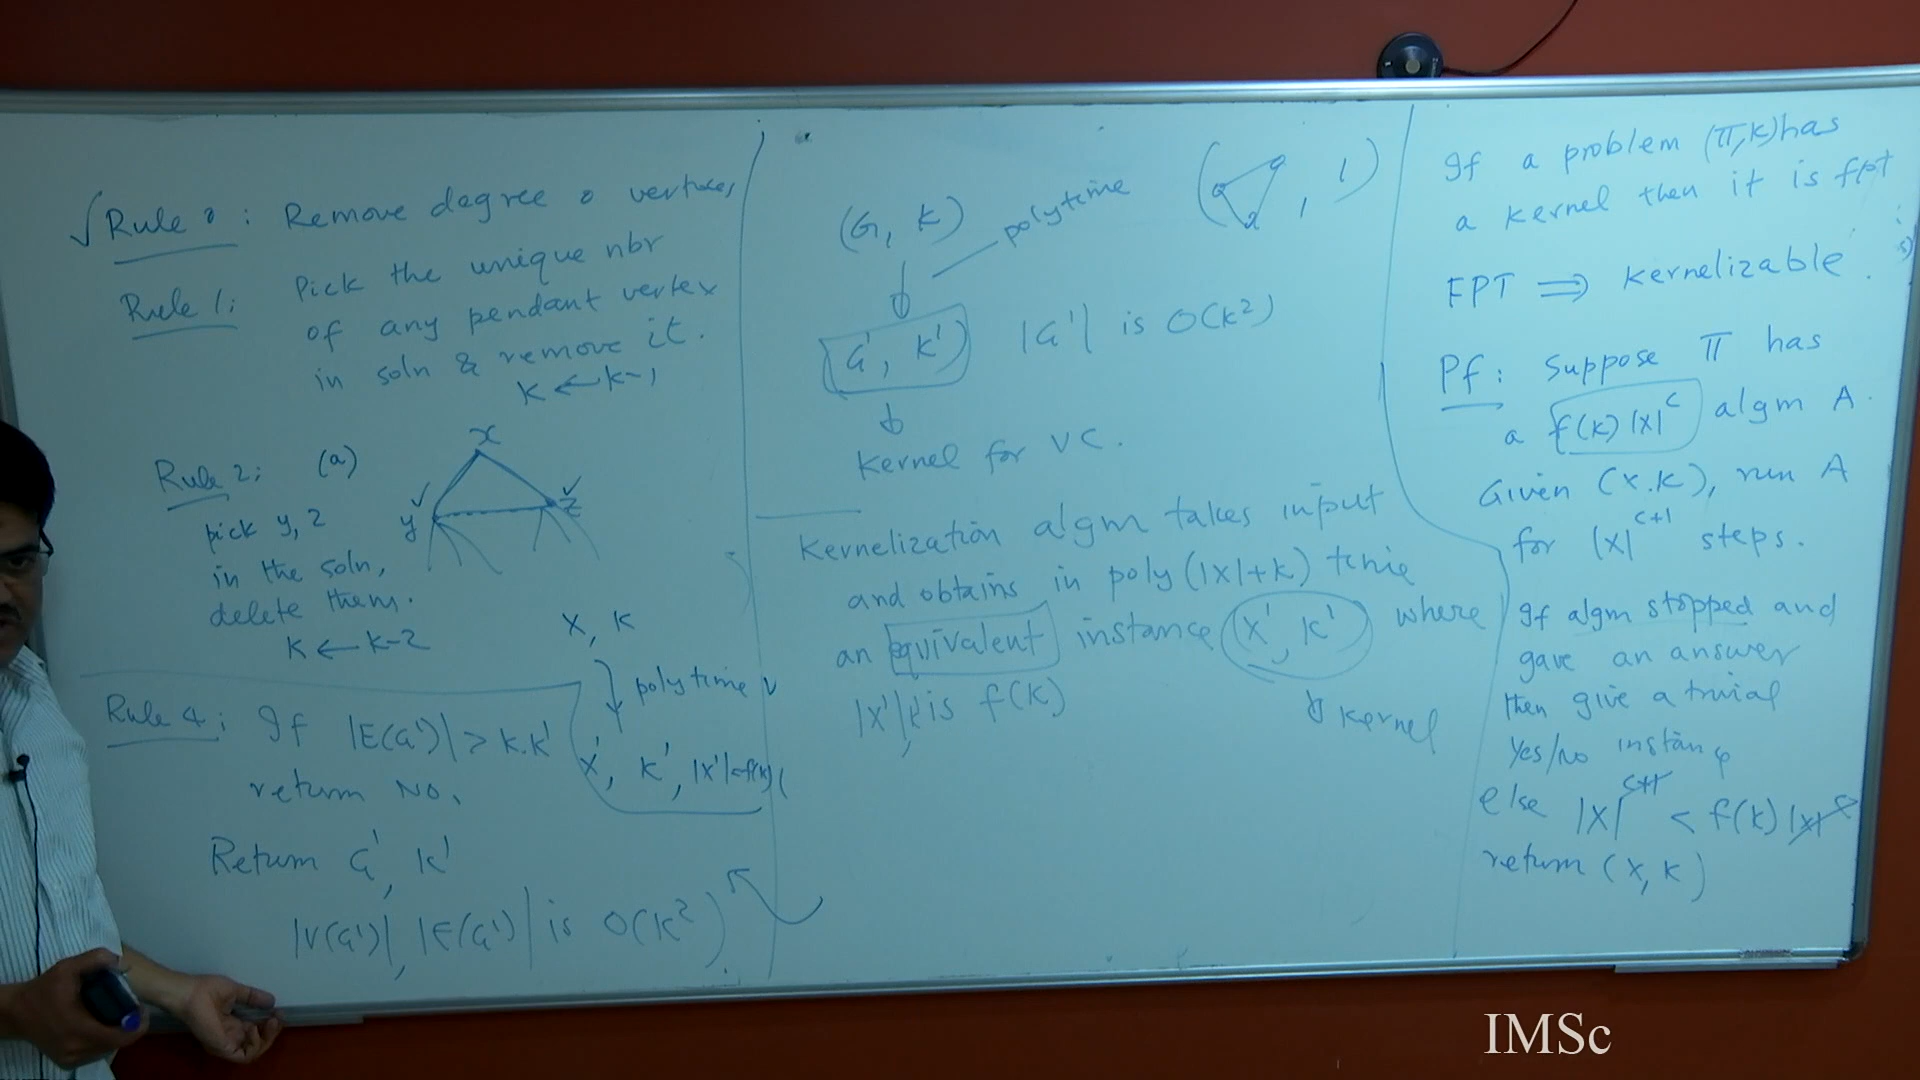 √ Rule 0 : Remove degree 0 vertices
Rule 1 : Pick the unique nbr
of any pendant vertex
in soln & remove it.
K ← K-1
Rule 2 : (a)
x
y
z
pick y, z
in the soln,
delete them.
K ← K-2
X, K
polytime
X', K', |X'| ≤ f(K)
Rule 4 : If |E(G')| > K.K'
return NO.
Return G', K'
|V(G')|, |E(G')| is O(K²)
(G, K)
polytime
( , 1)
(G', K') |G'| is O(K²)
Kernel for VC.
Kernelization algm takes input
and obtains in poly(|X|+K) time
an equivalent instance (X', K') where
|X'|, K' is f(K)
Kernel
If a problem (Π, K) has
a Kernel then it is fpt
FPT ⟹ Kernelizable.
Pf : Suppose Π has
a f(K) |X|^c algm A.
Given (X, K), run A
for |X|^{c+1} steps.
If algm stopped and
gave an answer
then give a trivial
Yes/No instance
else |X|^{c+1} < f(K) |X|^c
return (X, K)
IMSc